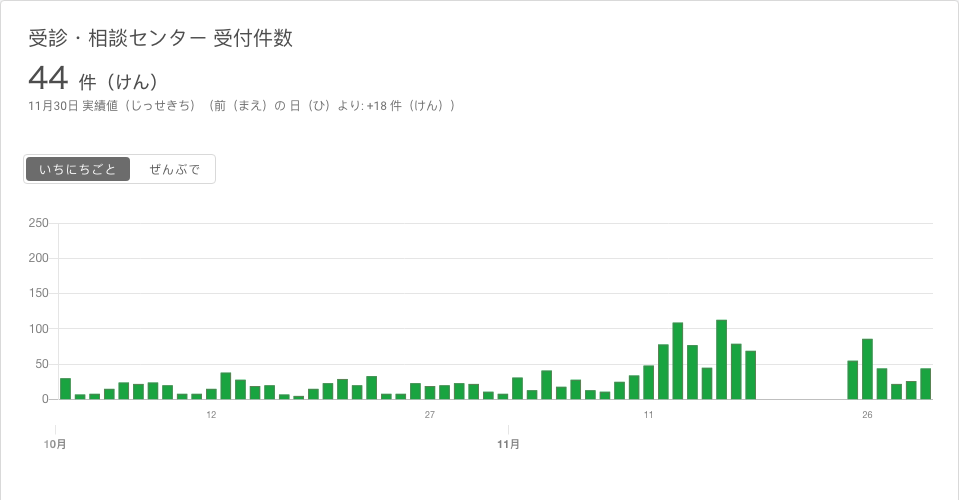 受診・相談センター 受付件数
44 件（けん）
11月30日 実績値（じっせきち）（前（まえ）の 日（ひ）より: +18 件（けん））
いちにちごと ぜんぶで
250
200
150
100
50
0
12 27 11 26
10月 11月